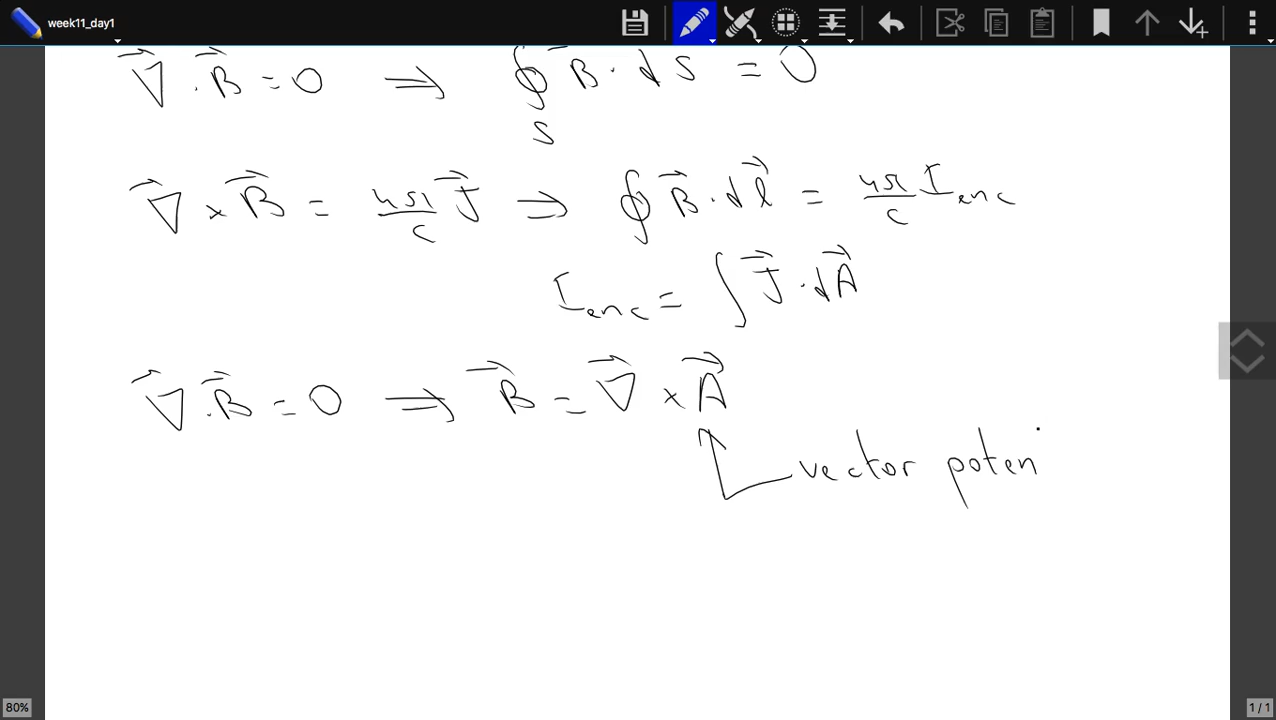 week11_day1
∇⃗ · B⃗ = 0 ⟹ ∮_S B⃗ · dS = 0
∇⃗ × B⃗ = 4π/c J⃗ ⟹ ∮ B⃗ · dl⃗ = 4π/c I_enc
I_enc = ∫ J⃗ · dA⃗
∇⃗ · B⃗ = 0 ⟹ B⃗ = ∇⃗ × A⃗
vector poten
80%
1 / 1